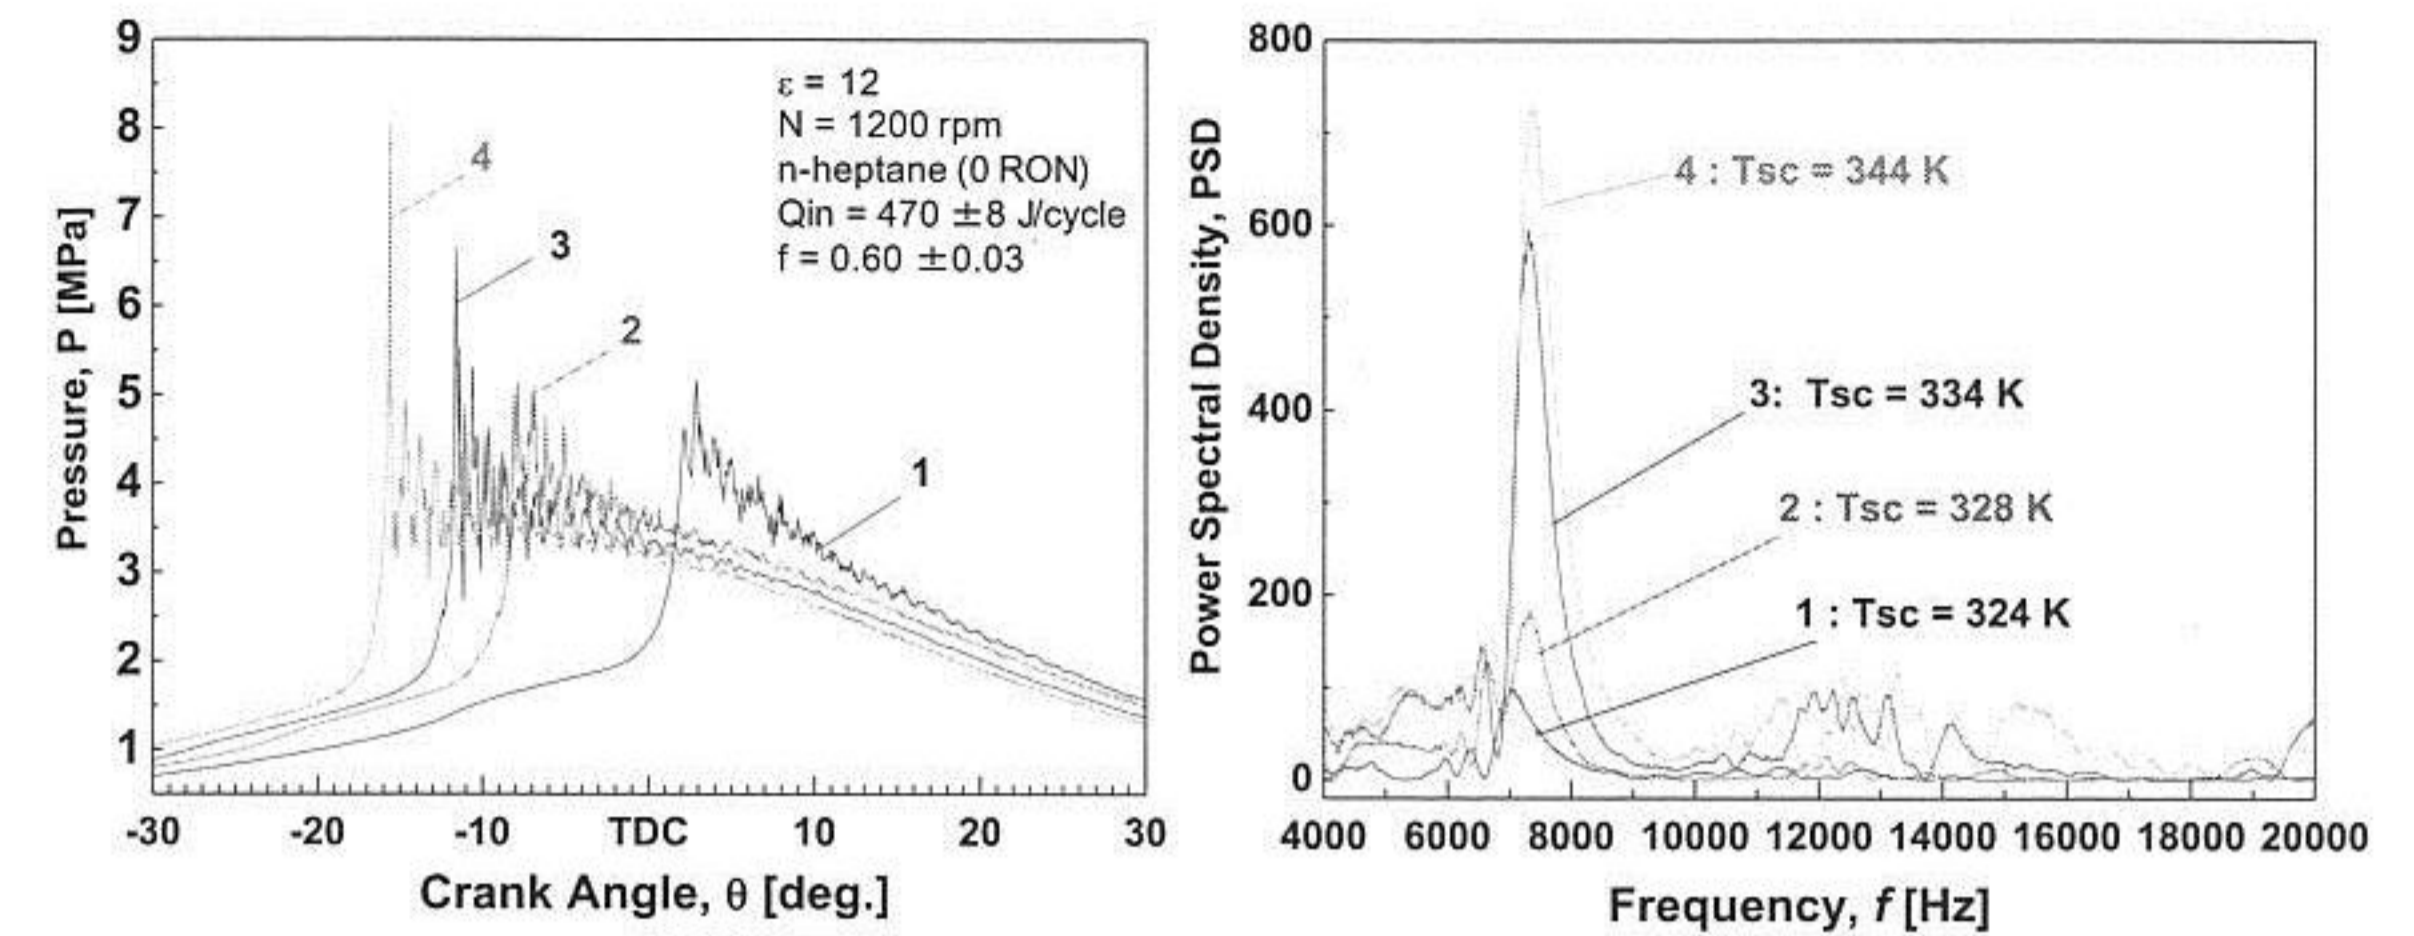 9
8
7
6
5
4
3
2
1
Pressure, P [MPa]
ε = 12
N = 1200 rpm
n-heptane (0 RON)
Qin = 470 ±8 J/cycle
f = 0.60 ±0.03
4
3
2
1
-30 -20 -10 TDC 10 20 30
Crank Angle, θ [deg.]
800
600
400
200
0
Power Spectral Density, PSD
4 : Tsc = 344 K
3: Tsc = 334 K
2 : Tsc = 328 K
1 : Tsc = 324 K
4000 6000 8000 10000 12000 14000 16000 18000 20000
Frequency, f [Hz]